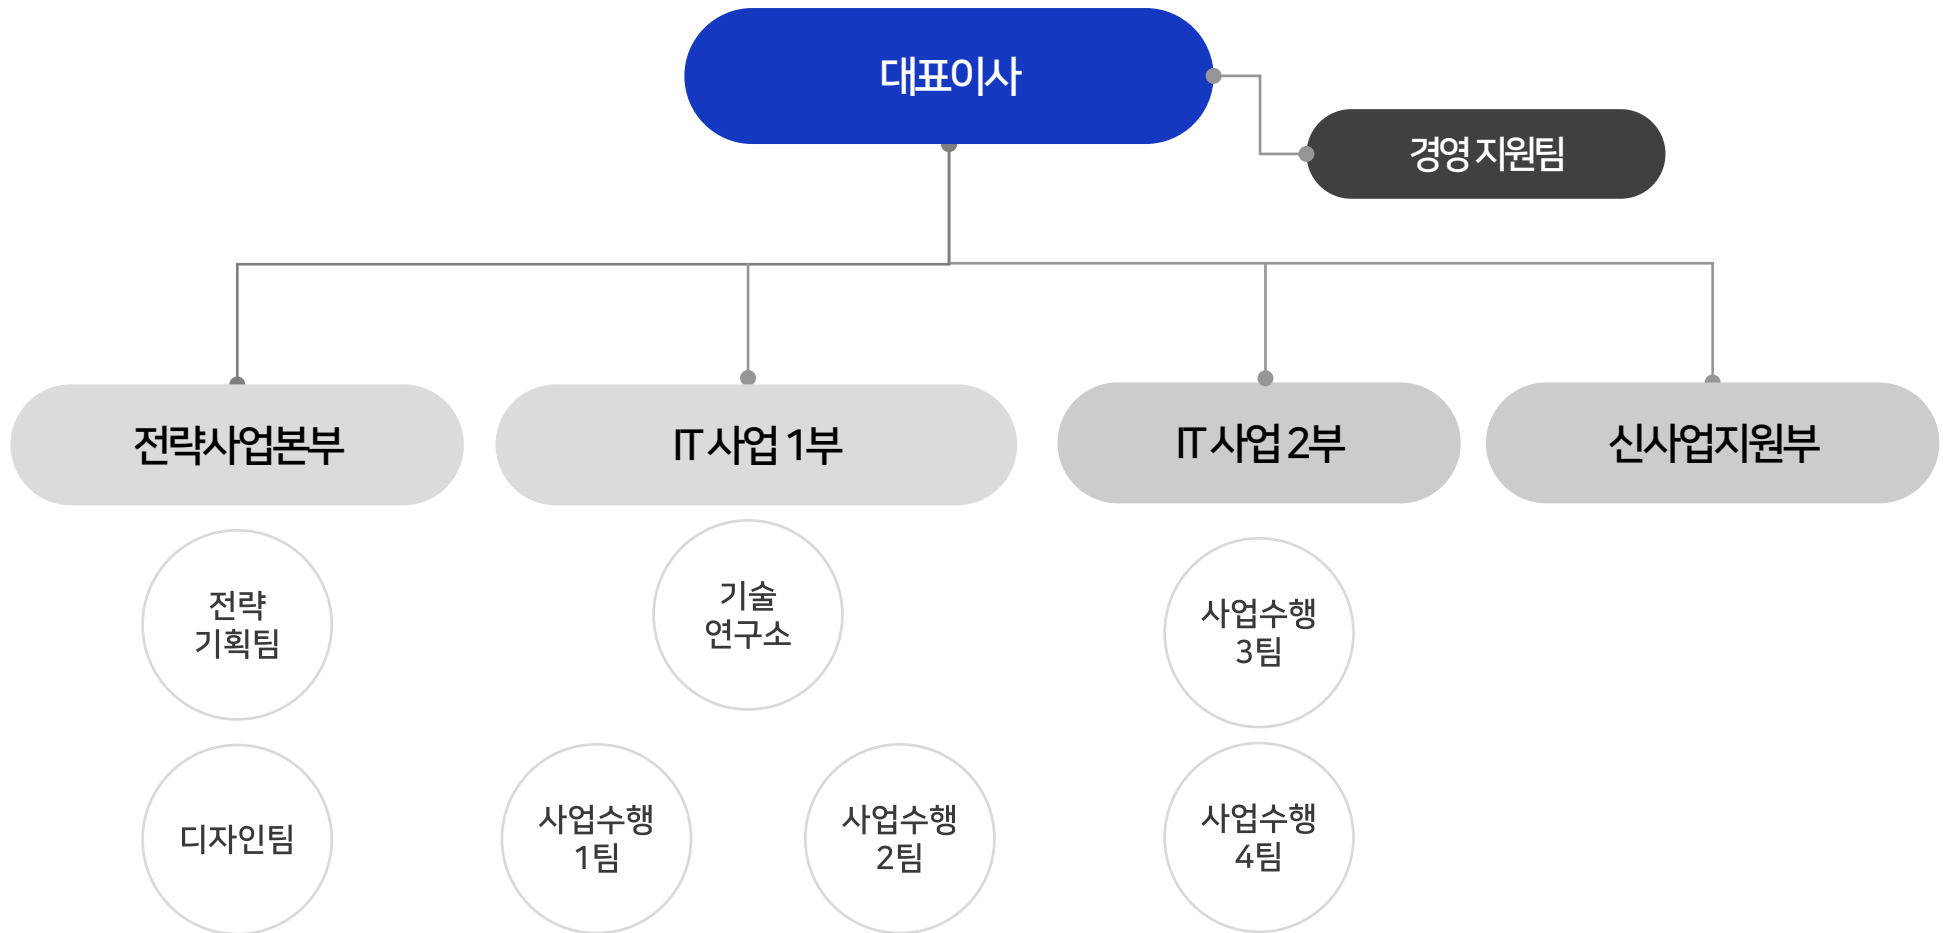 대표이사
경영 지원팀
전략사업본부
IT 사업 1부
IT 사업 2부
신사업지원부
전략
기획팀
기술
연구소
사업수행
3팀
디자인팀
사업수행
1팀
사업수행
2팀
사업수행
4팀